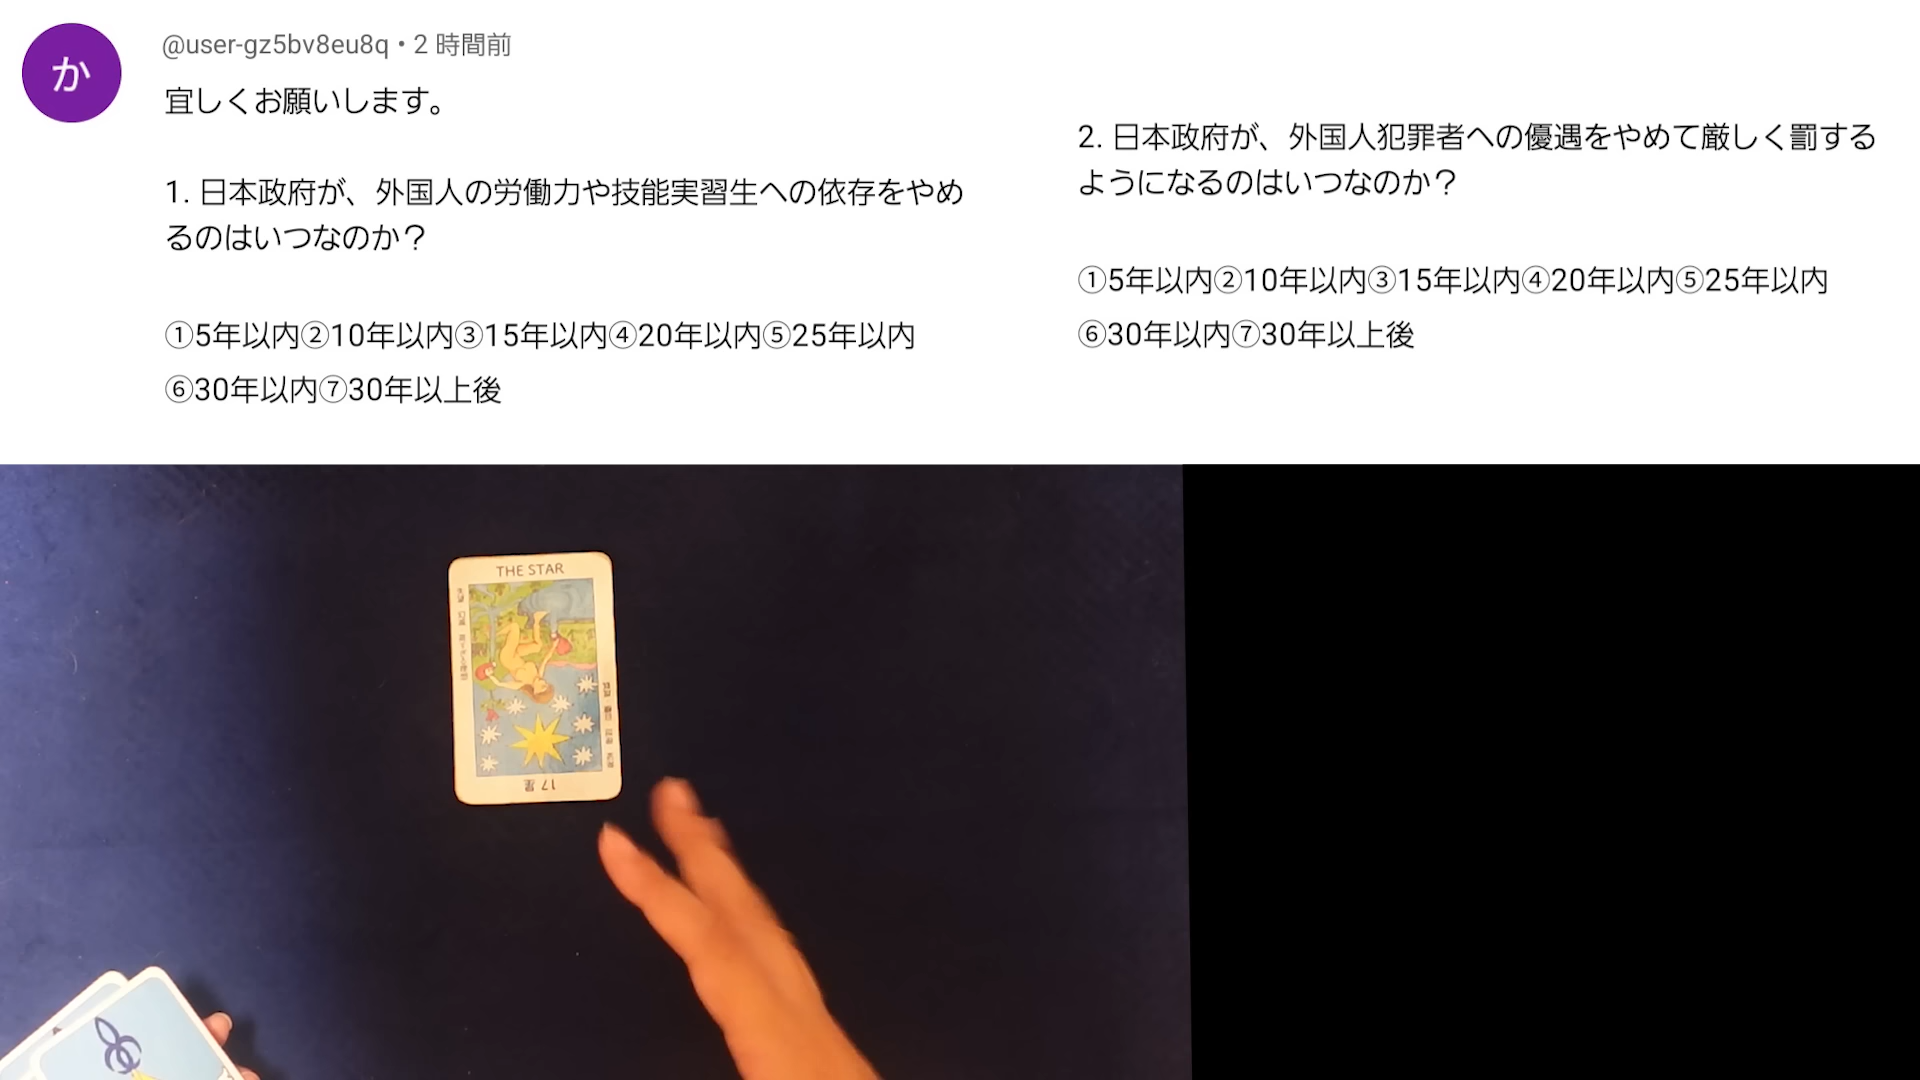 か
@user-gz5bv8eu8q • 2 時間前
宜しくお願いします。
1. 日本政府が、外国人の労働力や技能実習生への依存をやめ
るのはいつなのか？
①5年以内②10年以内③15年以内④20年以内⑤25年以内
⑥30年以内⑦30年以上後
2. 日本政府が、外国人犯罪者への優遇をやめて厳しく罰する
ようになるのはいつなのか？
①5年以内②10年以内③15年以内④20年以内⑤25年以内
⑥30年以内⑦30年以上後
THE STAR
17 星